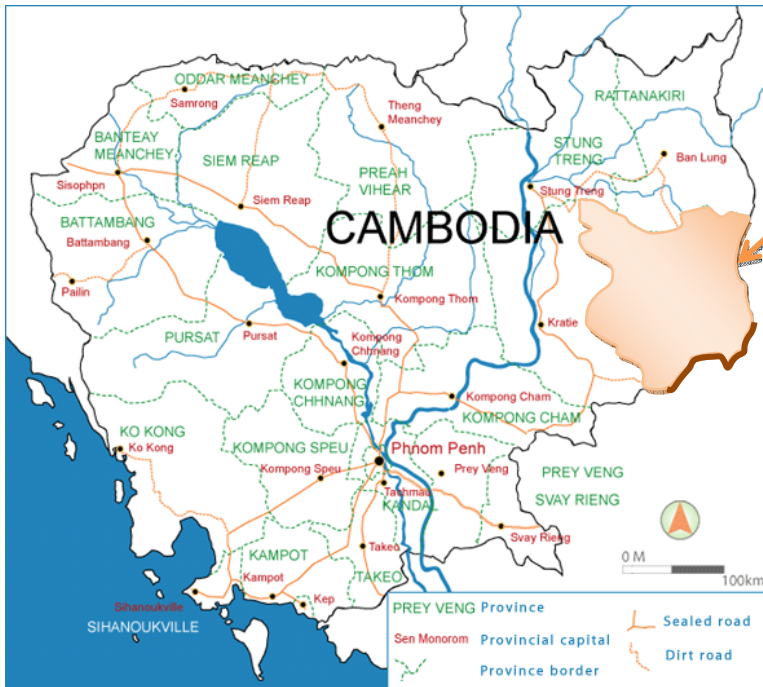 ODDAR MEANCHEY
Samrong
Theng
Meanchey
RATTANAKIRI
BANTEAY
MEANCHEY
SIEM REAP
PREAH
VIHEAR
STUNG
TRENG
Ban Lung
Sisophpn
Siem Reap
Stung Treng
BATTAMBANG
Battambang
CAMBODIA
Pailin
KOMPONG THOM
Kompong Thom
PURSAT
Pursat
Kompong
Chhnang
Kratie
KOMPONG
CHHNANG
Kompong Cham
KOMPONG CHAM
KO KONG
Ko Kong
KOMPONG SPEU
Phnom Penh
Kompong Speu
Prey Veng
PREY VENG
Tachmau
KANDAL
SVAY RIENG
Svay Rieng
KAMPOT
Takeo
TAKEO
Kampot
Kep
Sihanoukville
SIHANOUKVILLE
0 M
100km
PREY VENG Province
Sen Monorom Provincial capital
Province border
Sealed road
Dirt road